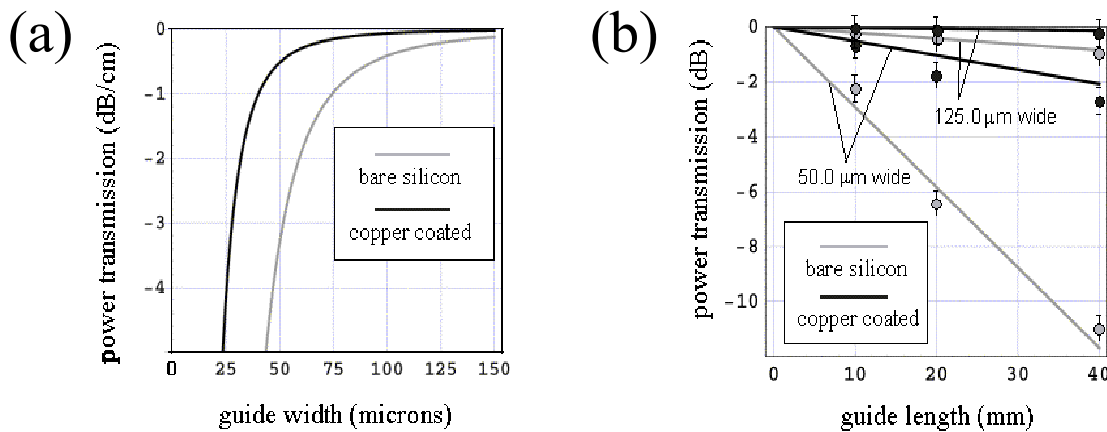 (a)
power transmission (dB/cm)
0
-1
-2
-3
-4
bare silicon
copper coated
0 25 50 75 100 125 150
guide width (microns)
(b)
power transmission (dB)
0
-2
-4
-6
-8
-10
125.0 μm wide
50.0 μm wide
bare silicon
copper coated
0 10 20 30 40
guide length (mm)